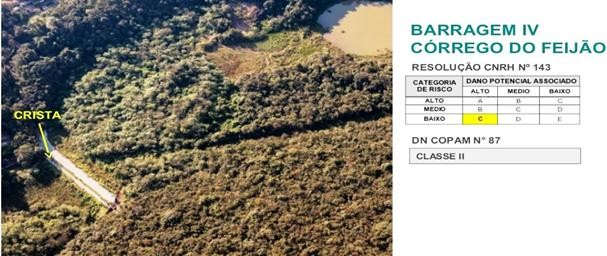 CRISTA
BARRAGEM IV
CÓRREGO DO FEIJÃO
RESOLUÇÃO CNRH Nº 143
CATEGORIA DE RISCO DANO POTENCIAL ASSOCIADO
ALTO MEDIO BAIXO
ALTO A B C
MEDIO B C D
BAIXO C D E
DN COPAM N° 87
CLASSE II